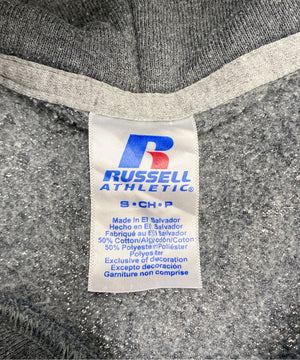 R
RUSSELL
ATHLETIC®
S • CH • P
Made in El Salvador
Hecho en El Salvador
Fabriqué au El Salvador
50% Cotton/Algodón/Coton
50% Polyester/Poliéster
Polyester
Exclusive of decoration
Excepto decoración
Garniture non comprise